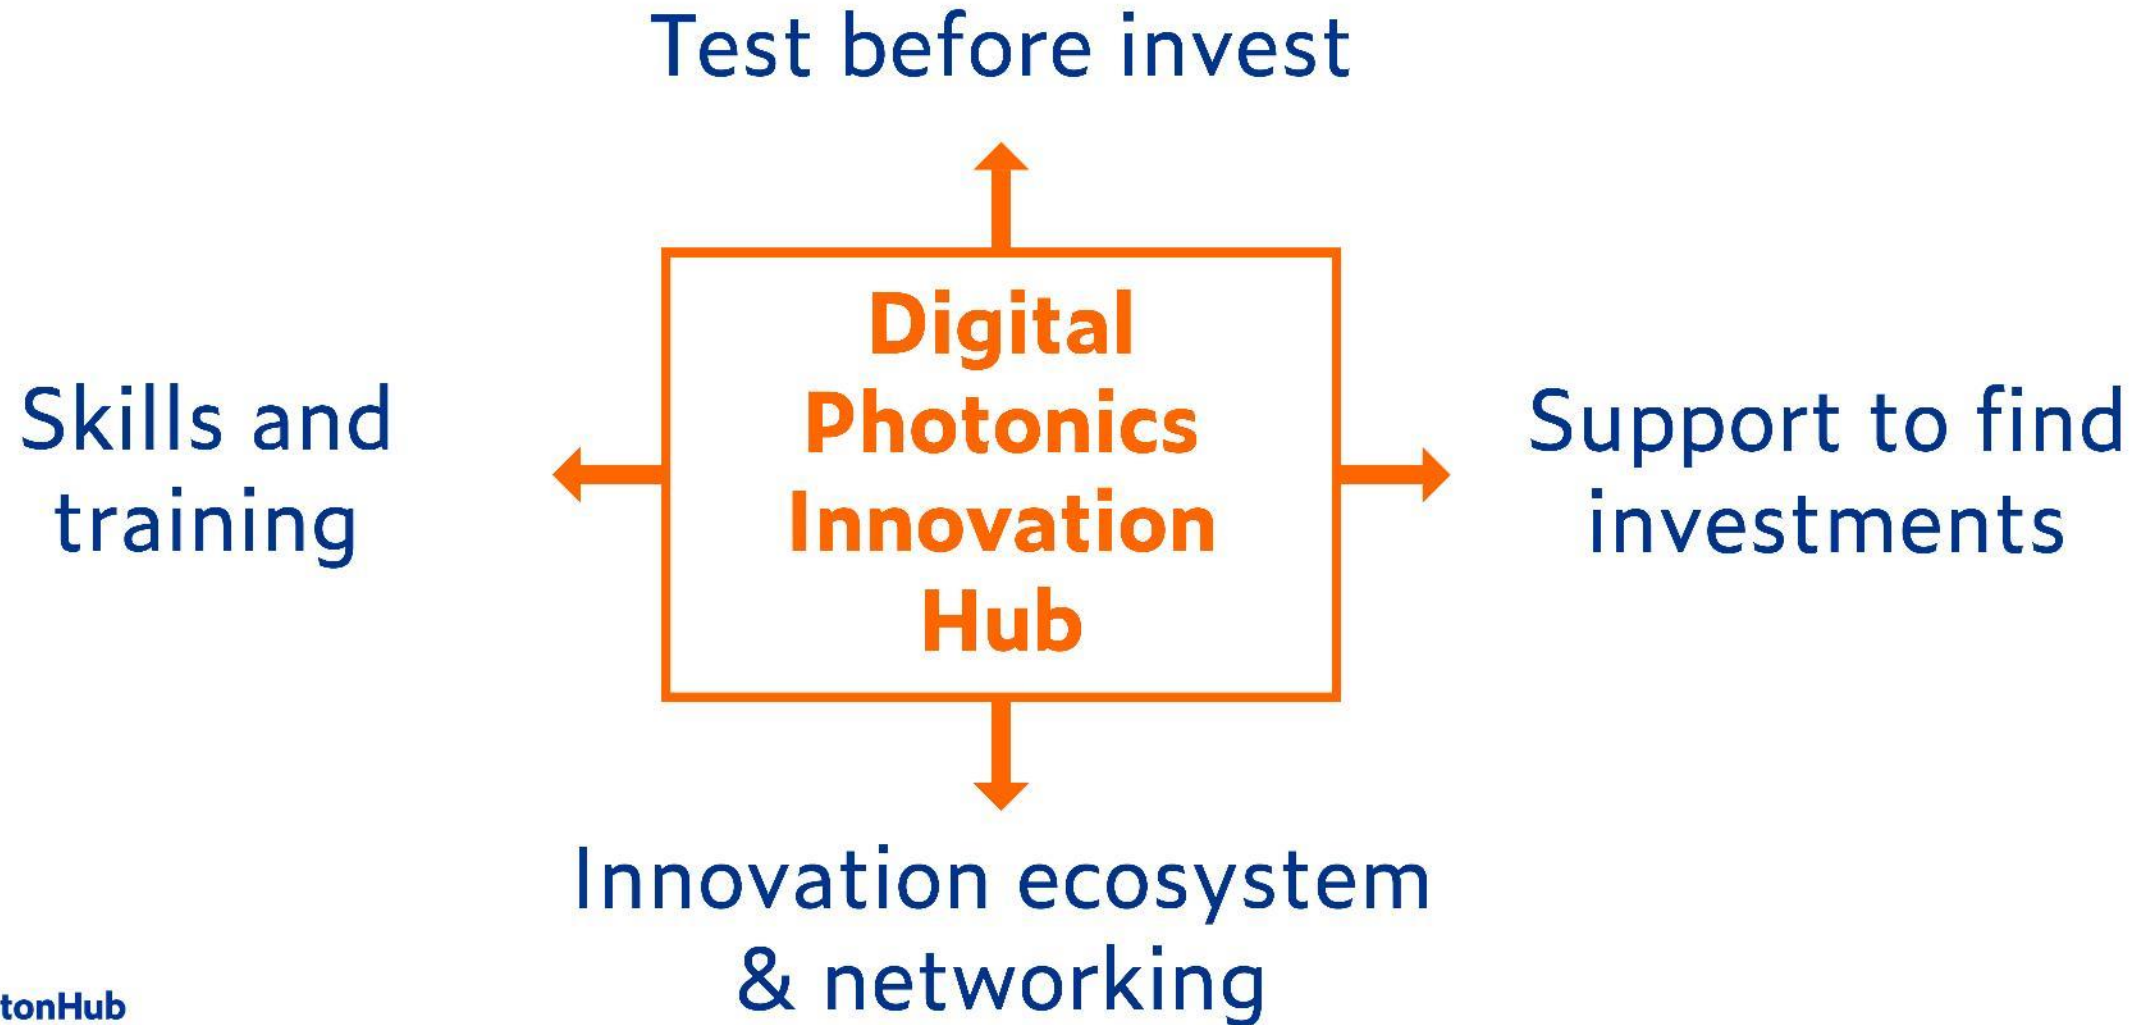 Test before invest
Digital
Photonics
Innovation
Hub
Skills and
training
Support to find
investments
Innovation ecosystem
& networking
tonHub